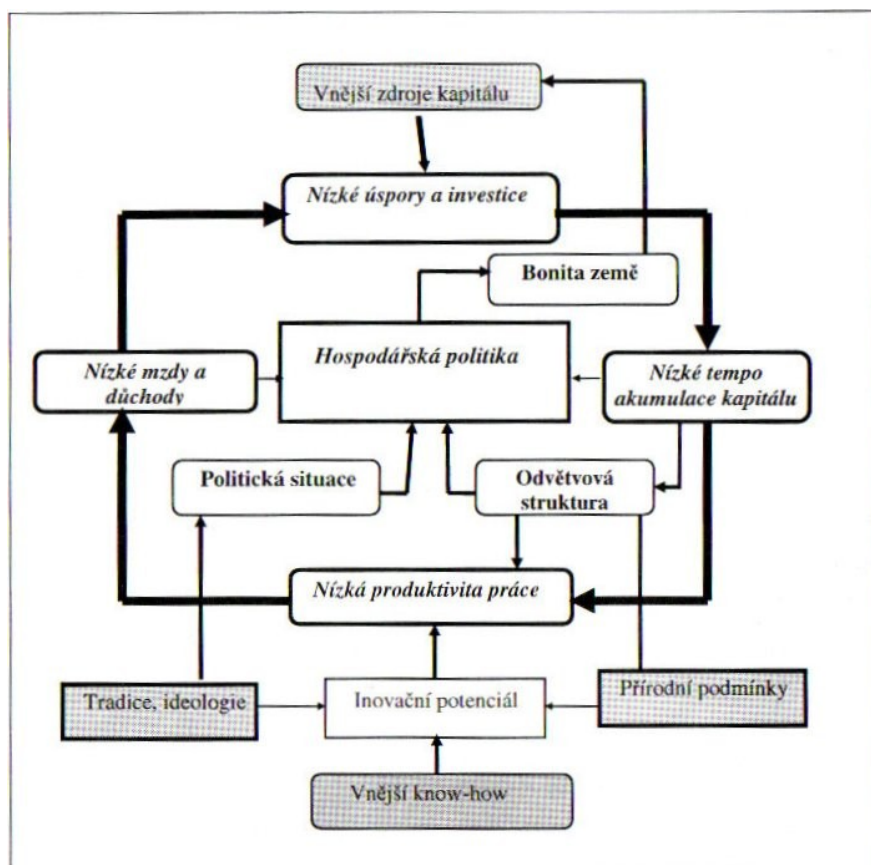 Vnější zdroje kapitálu
Nízké úspory a investice
Bonita země
Hospodářská politika
Nízké mzdy a
důchody
Nízké tempo
akumulace kapitálu
Politická situace
Odvětvová
struktura
Nízká produktivita práce
Tradice, ideologie
Inovační potenciál
Přírodní podmínky
Vnější know-how